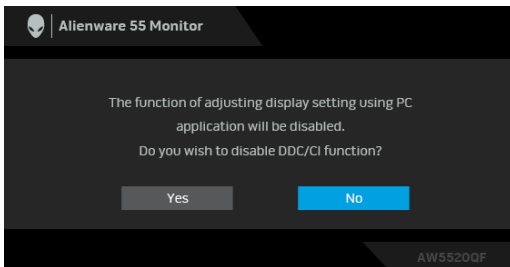 Alienware 55 Monitor
The function of adjusting display setting using PC
application will be disabled.
Do you wish to disable DDC/CI function?
Yes
No
AW5520QF